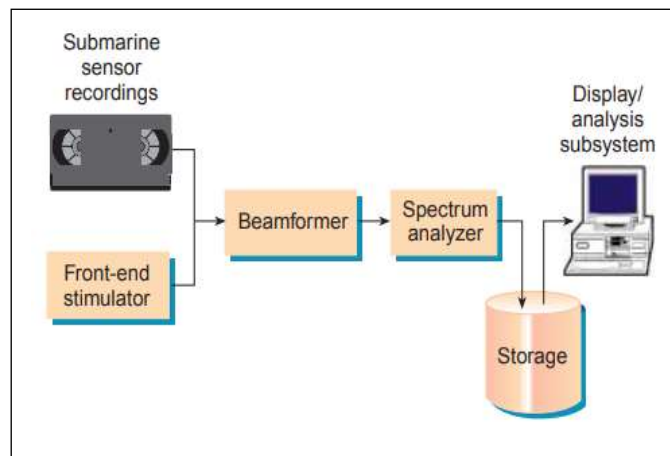 Submarine
sensor
recordings
Display/
analysis
subsystem
Beamformer
Spectrum
analyzer
Front-end
stimulator
Storage